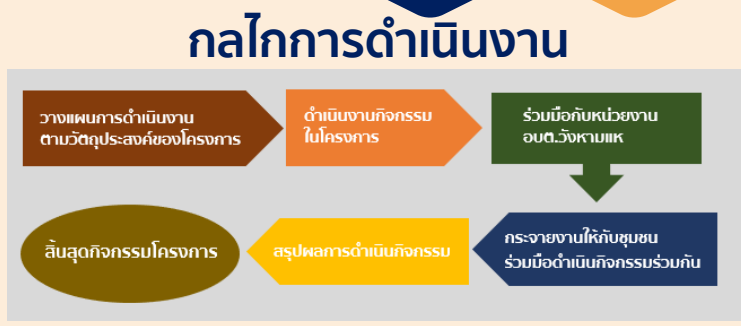 กลไกการดำเนินงาน
วางแผนการดำเนินงาน
ตามวัตถุประสงค์ของโครงการ
ดำเนินงานกิจกรรม
ในโครงการ
ร่วมมือกับหน่วยงาน
อบต.วังหามแห
กระจายงานให้กับชุมชน
ร่วมมือดำเนินกิจกรรมร่วมกัน
สรุปผลการดำเนินกิจกรรม
สิ้นสุดกิจกรรมโครงการ